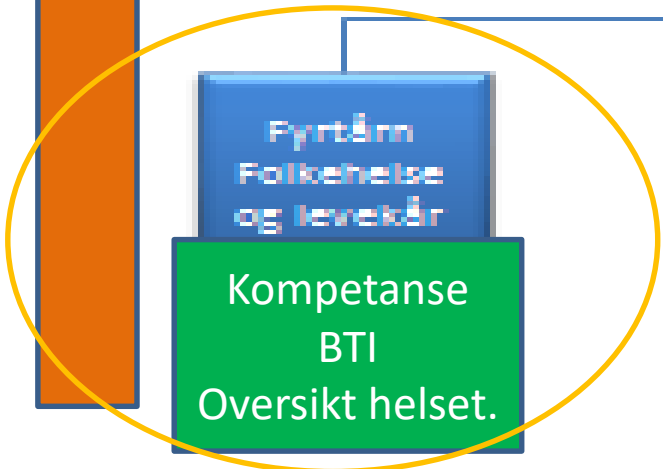 Fyrtårn
Folkehelse
og levekår
Kompetanse
BTI
Oversikt helset.